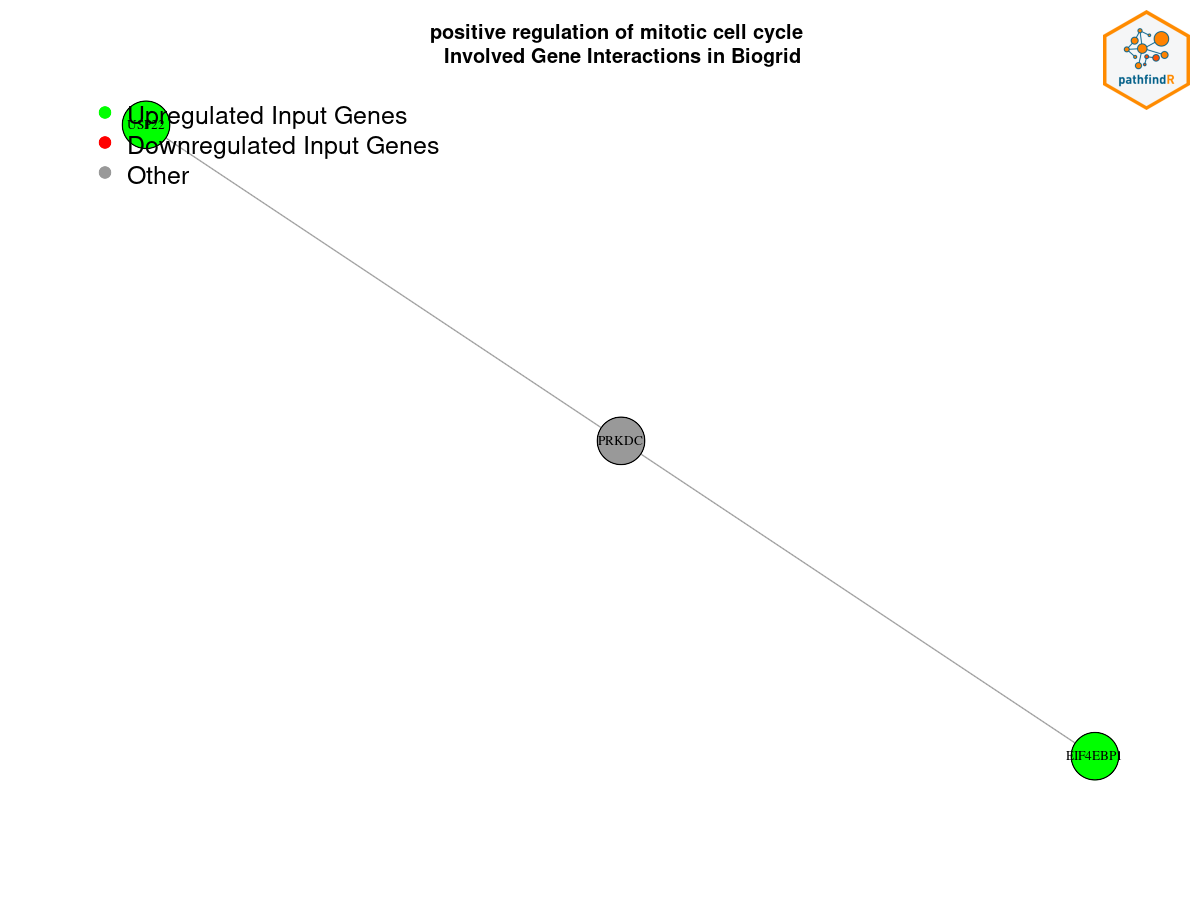 positive regulation of mitotic cell cycle
Involved Gene Interactions in Biogrid
pathfindR
Upregulated Input Genes
USP22
Downregulated Input Genes
Other
PRKDC
EIF4EBP1